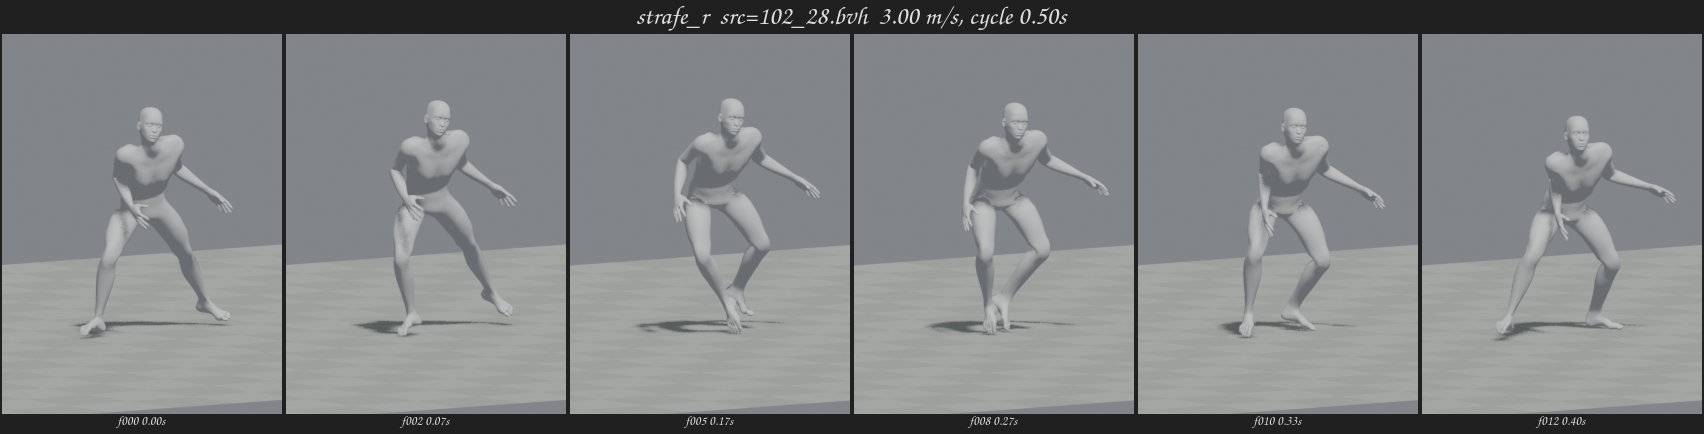 strafe_r src=102_28.bvh 3.00 m/s, cycle 0.50s
f000 0.00s
f002 0.07s
f005 0.17s
f008 0.27s
f010 0.33s
f012 0.40s